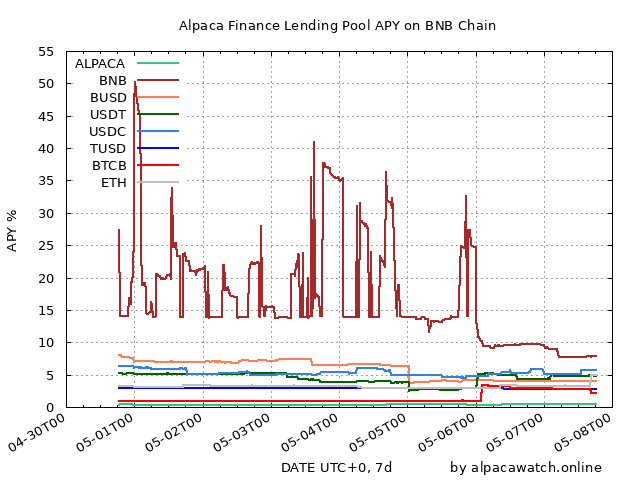 Alpaca Finance Lending Pool APY on BNB Chain
55
50
45
40
35
30
25
20
15
10
5
0
APY %
ALPACA
BNB
BUSD
USDT
USDC
TUSD
BTCB
ETH
04-30T00
05-01T00
05-02T00
05-03T00
05-04T00
05-05T00
05-06T00
05-07T00
05-08T00
DATE UTC+0, 7d
by alpacawatch.online